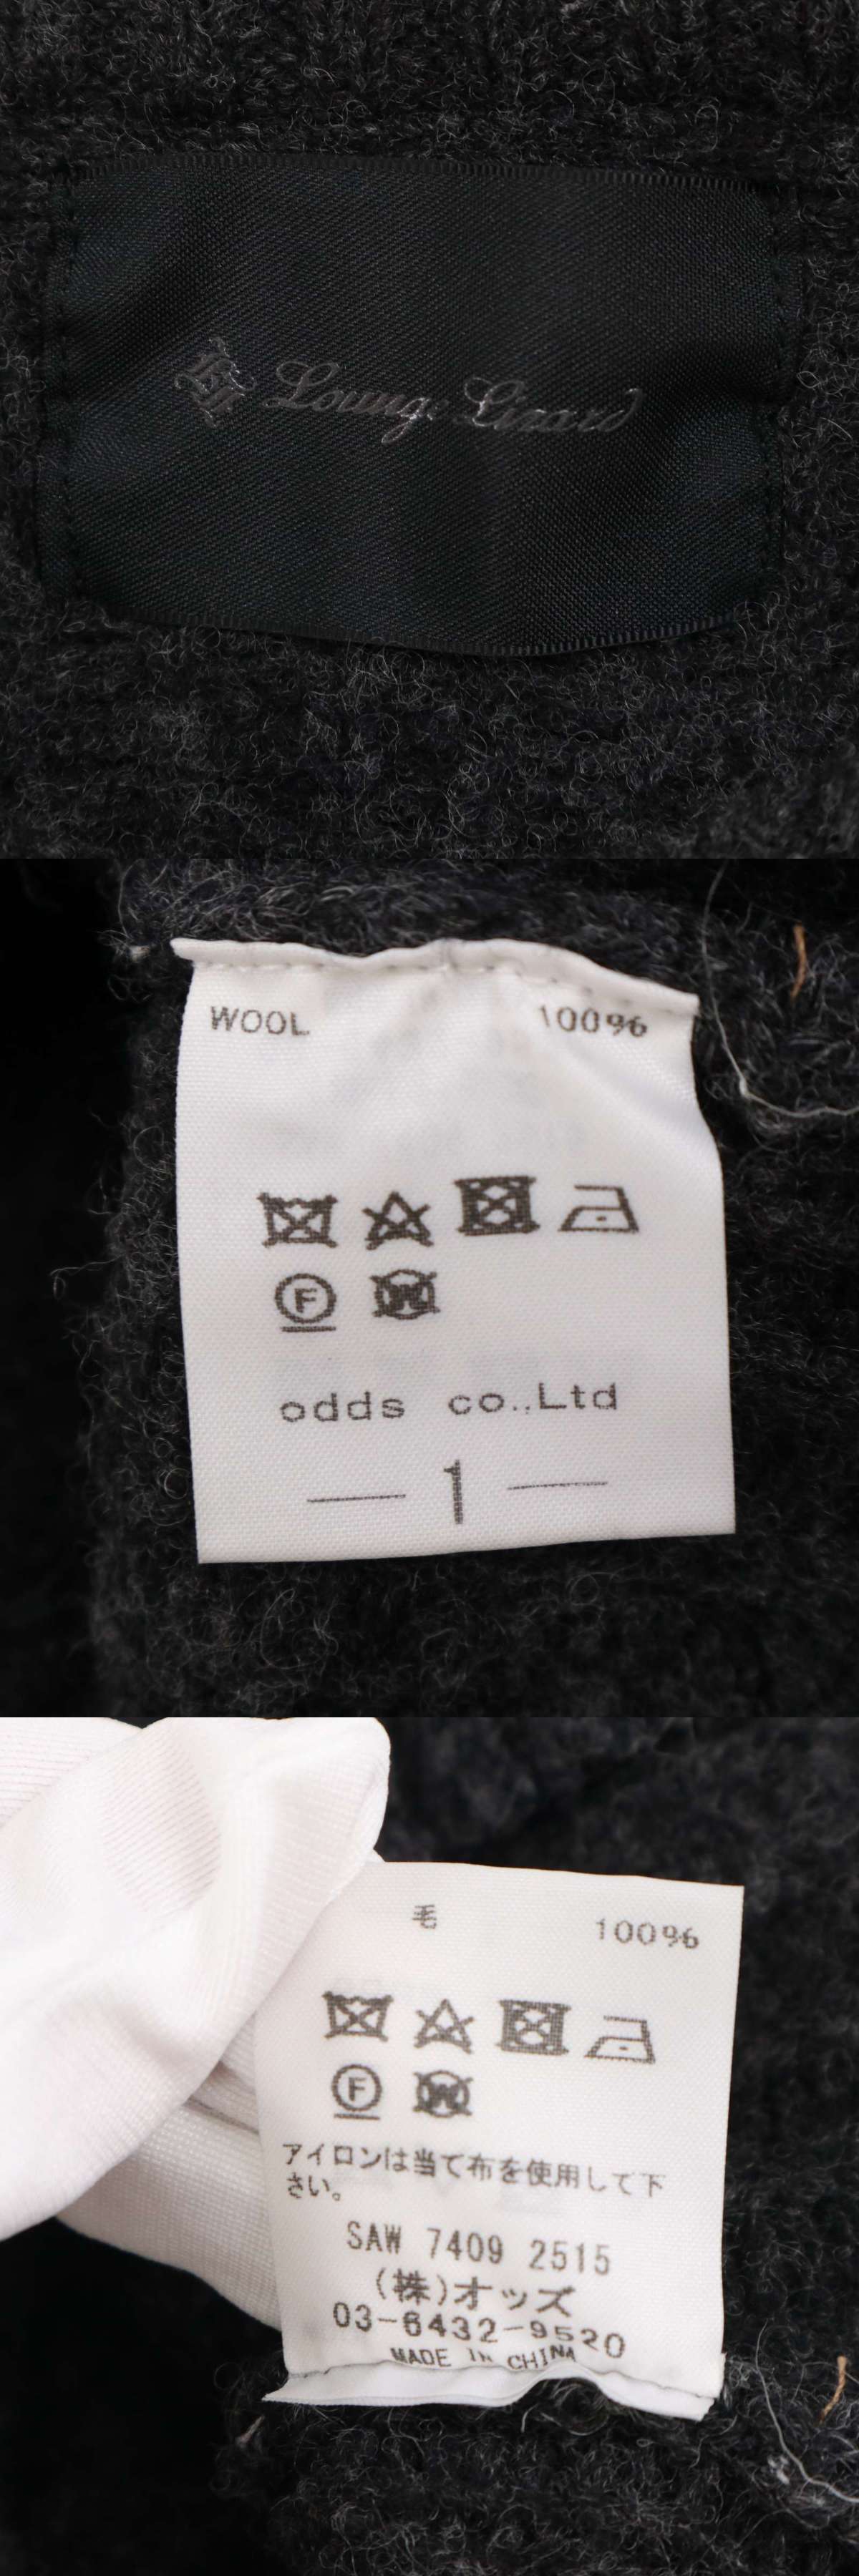 Lounge Lizard
WOOL 100%
F W
odds co.,Ltd
1
毛 100%
F W
アイロンは当て布を使用して下
さい。
SAW 7409 2515
(株)オッズ
03-6432-9520
MADE IN CHINA